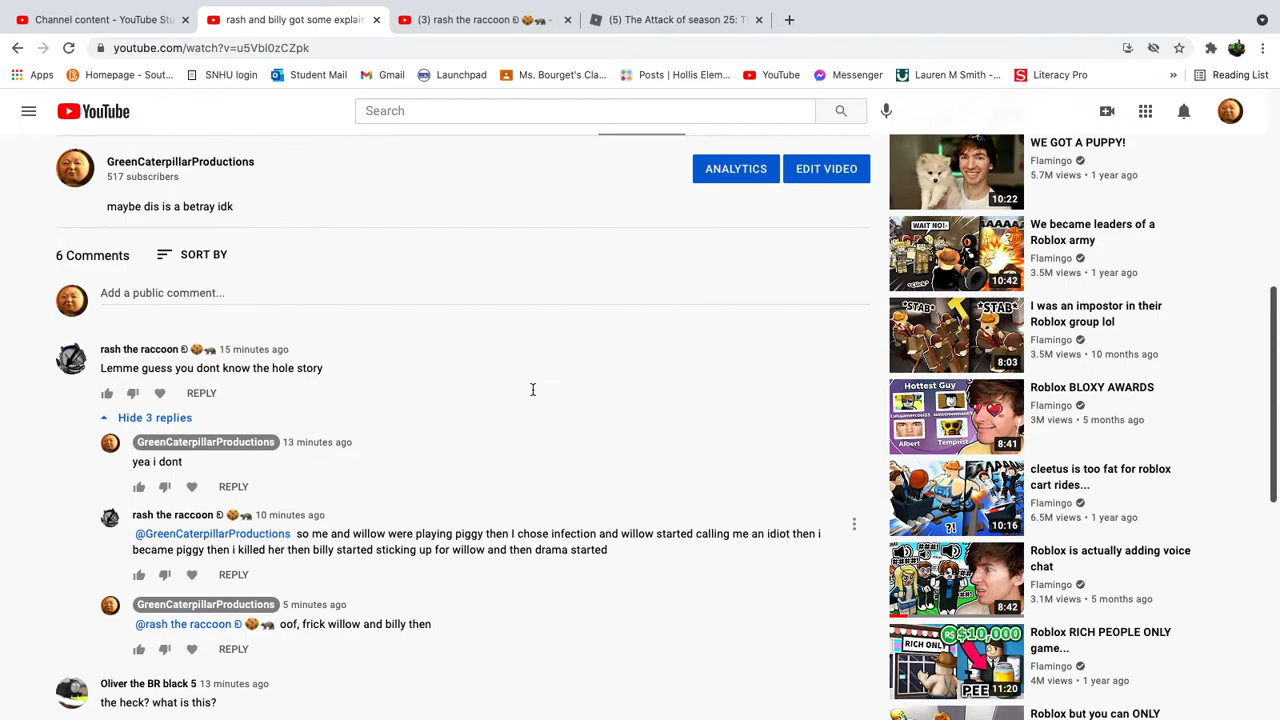 Channel content - YouTube Stu
rash and billy got some explain
(3) rash the raccoon Ð 🍪🦡 -
(5) The Attack of season 25: T
youtube.com/watch?v=u5Vbl0zCZpk
Apps
Homepage - Sout...
SNHU login
Student Mail
Gmail
Launchpad
Ms. Bourget's Cla...
Posts | Hollis Elem...
YouTube
Messenger
Lauren M Smith -...
Literacy Pro
»
Reading List
YouTube
Search
GreenCaterpillarProductions
517 subscribers
ANALYTICS
EDIT VIDEO
maybe dis is a betray idk
6 Comments
SORT BY
Add a public comment...
rash the raccoon Ð 🍪🦡 15 minutes ago
Lemme guess you dont know the hole story
REPLY
Hide 3 replies
GreenCaterpillarProductions 13 minutes ago
yea i dont
REPLY
rash the raccoon Ð 🍪🦡 10 minutes ago
@GreenCaterpillarProductions so me and willow were playing piggy then I chose infection and willow started calling me an idiot then i
became piggy then i killed her then billy started sticking up for willow and then drama started
REPLY
GreenCaterpillarProductions 5 minutes ago
@rash the raccoon Ð 🍪🦡 oof, frick willow and billy then
REPLY
Oliver the BR black 5 13 minutes ago
the heck? what is this?
WE GOT A PUPPY!
Flamingo
5.7M views • 1 year ago
10:22
We became leaders of a
Roblox army
Flamingo
3.5M views • 1 year ago
WAIT NO!-
*click*
10:42
I was an impostor in their
Roblox group lol
Flamingo
3.5M views • 10 months ago
*STAB*
*STAB*
8:03
Roblox BLOXY AWARDS
Flamingo
3M views • 5 months ago
Hottest Guy
Albert
Temprist
8:41
cleetus is too fat for roblox
cart rides...
Flamingo
6.5M views • 1 year ago
?!
10:16
Roblox is actually adding voice
chat
Flamingo
3.1M views • 5 months ago
8:42
Roblox RICH PEOPLE ONLY
game...
Flamingo
4M views • 1 year ago
$10,000
RICH ONLY
PEE
11:20
Roblox but you can ONLY